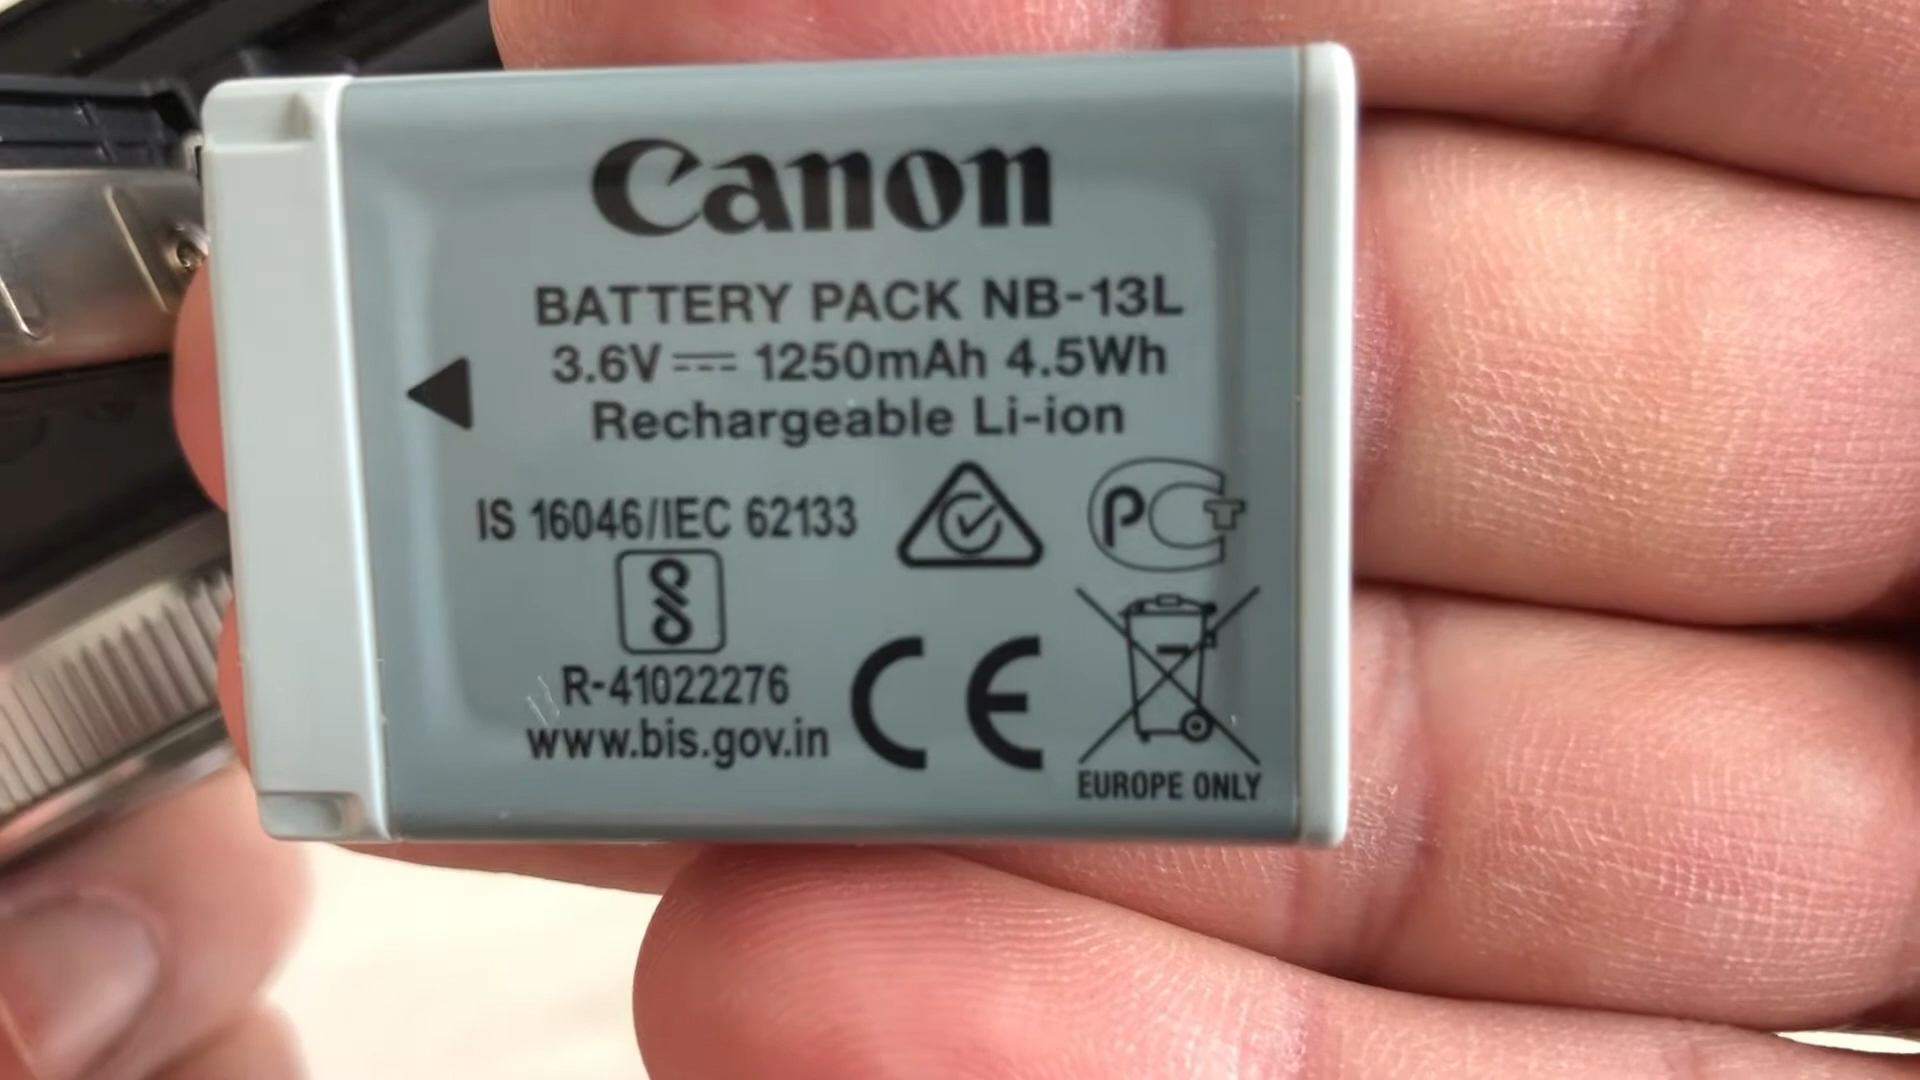 Canon
BATTERY PACK NB-13L
3.6V⎓1250mAh 4.5Wh
Rechargeable Li-ion
IS 16046/IEC 62133
R-41022276
www.bis.gov.in
PCT
CE
EUROPE ONLY